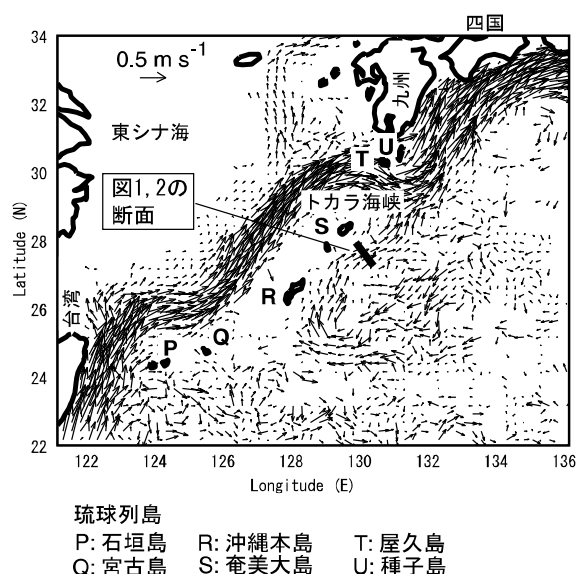 四国
34
0.5 m s⁻¹
九州
32
東シナ海
U
T
30
図1, 2の
断面
トカラ海峡
S
28
Latitude (N)
R
26
台湾
Q
P
24
22
122 124 126 128 130 132 134 136
Longitude (E)
琉球列島
P: 石垣島 R: 沖縄本島 T: 屋久島
Q: 宮古島 S: 奄美大島 U: 種子島